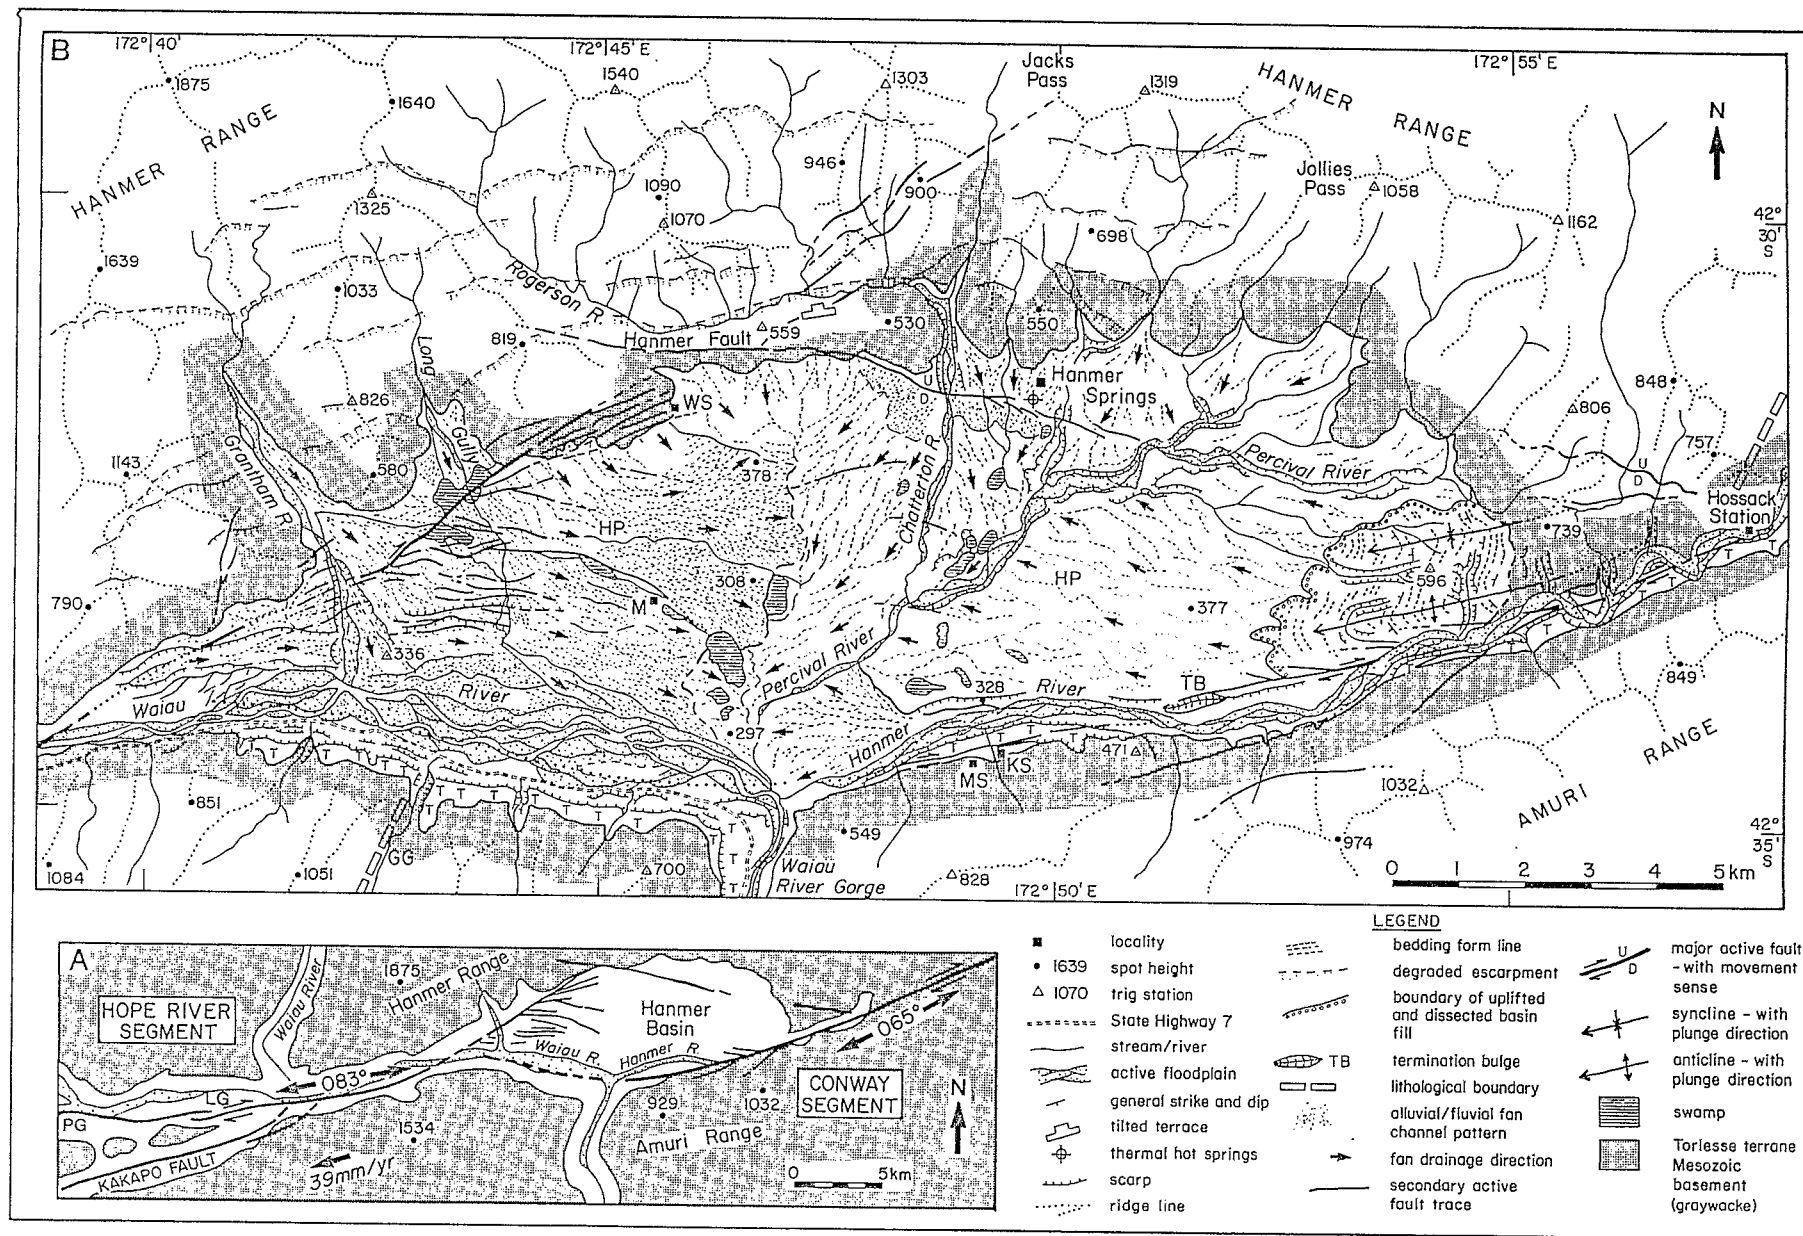 B
172° 40'
172° 45' E
172° 55' E
1875
1640
1540
1303
Jacks
Pass
1319
HANMER RANGE
HANMER RANGE
N
946
900
Jollies
Pass
1058
1090
1070
1325
1162
42°
30'
S
698
1639
1033
Rogerson R.
550
530
559
819
Hanmer Fault
Long
Gully
U
D
Hanmer
Springs
848
826
WS
806
757
Grantham R.
1143
580
378
Chatterton R.
Percival River
U
D
Hossack
Station
HP
739
T
T
308
HP
596
T
790
M
377
T
T
336
Percival River
849
Waiau
River
328
River
TB
297
Hanmer
T T T T T
471
RANGE
T T T T T T
MS
KS
1032
AMURI
851
T T T T T T
549
974
42°
35'
S
GG
T
T
T
T
1084
1051
700
Waiau
River Gorge
828
172° 50' E
0 1 2 3 4 5 km
A
HOPE RIVER
SEGMENT
Waiau River
1875
Hanmer Range
Hanmer
Basin
065°
Waiau R.
Hanmer R.
083°
LG
PG
CONWAY
SEGMENT
N
929
1032
Amuri Range
1534
KAKAPO FAULT
39mm/yr
0 5km
LEGEND
locality
1639 spot height
1070 trig station
State Highway 7
stream/river
active floodplain
general strike and dip
tilted terrace
thermal hot springs
scarp
ridge line
bedding form line
degraded escarpment
boundary of uplifted
and dissected basin
fill
TB termination bulge
lithological boundary
alluvial/fluvial fan
channel pattern
fan drainage direction
secondary active
fault trace
U
D
major active fault
- with movement
sense
syncline - with
plunge direction
anticline - with
plunge direction
swamp
Torlesse terrane
Mesozoic
basement
(graywacke)